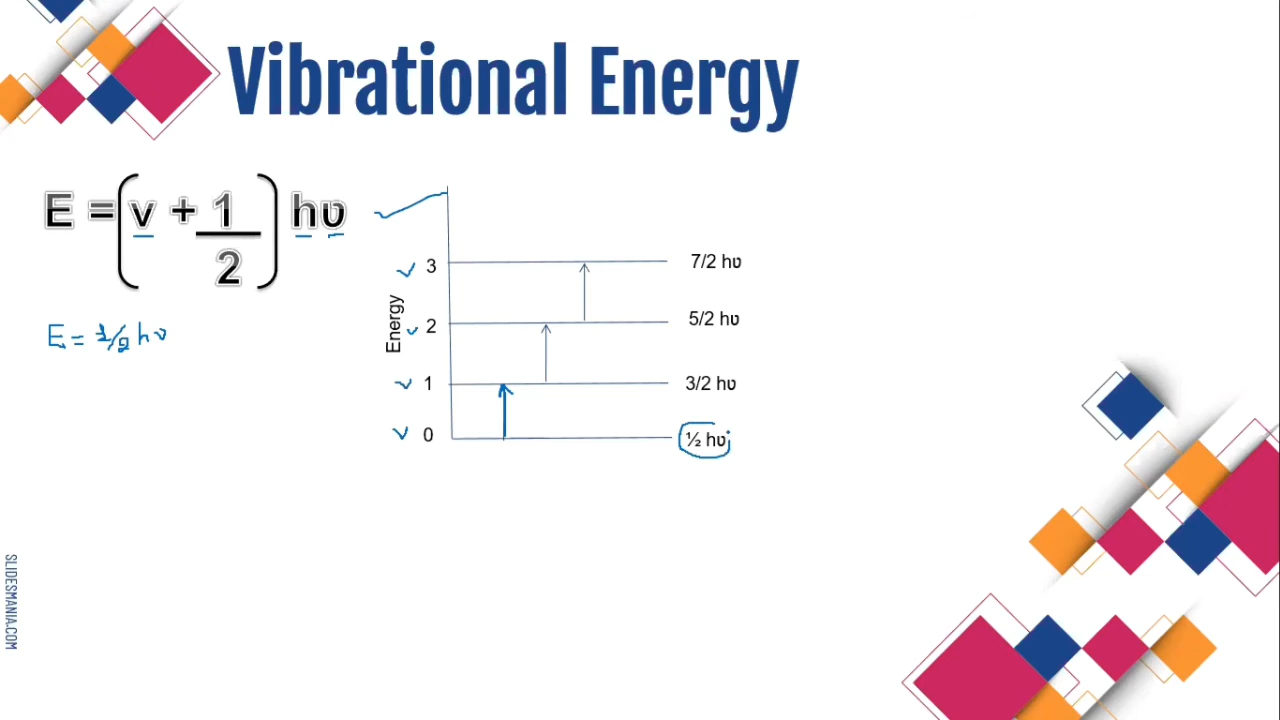 Vibrational Energy
E = (v + 1/2) hυ
E = 1/2 hυ
Energy
3 7/2 hυ
2 5/2 hυ
1 3/2 hυ
0 ½ hυ
SLIDESMANIA.COM